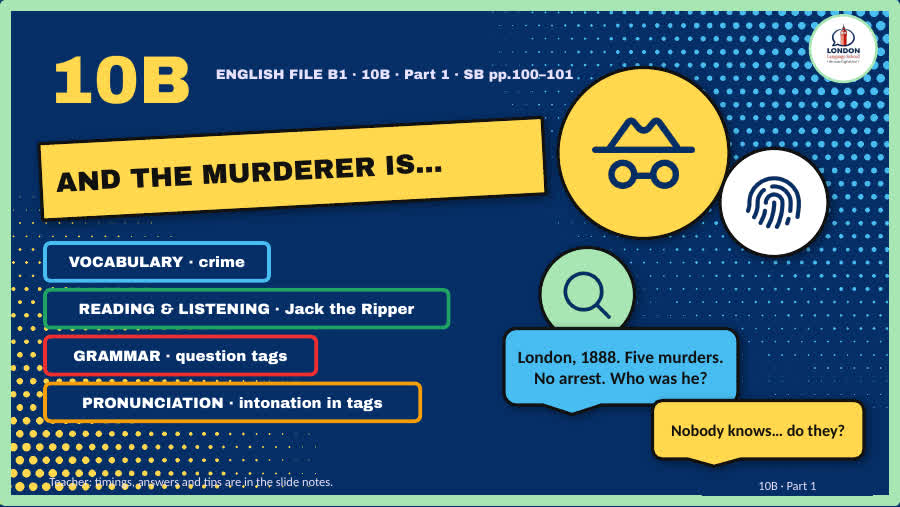 LONDON
Language School
10B
ENGLISH FILE B1 · 10B · Part 1 · SB pp.100–101
AND THE MURDERER IS...
VOCABULARY · crime
READING & LISTENING · Jack the Ripper
GRAMMAR · question tags
PRONUNCIATION · intonation in tags
London, 1888. Five murders.
No arrest. Who was he?
Nobody knows... do they?
Teacher: timings, answers and tips are in the slide notes.
10B · Part 1